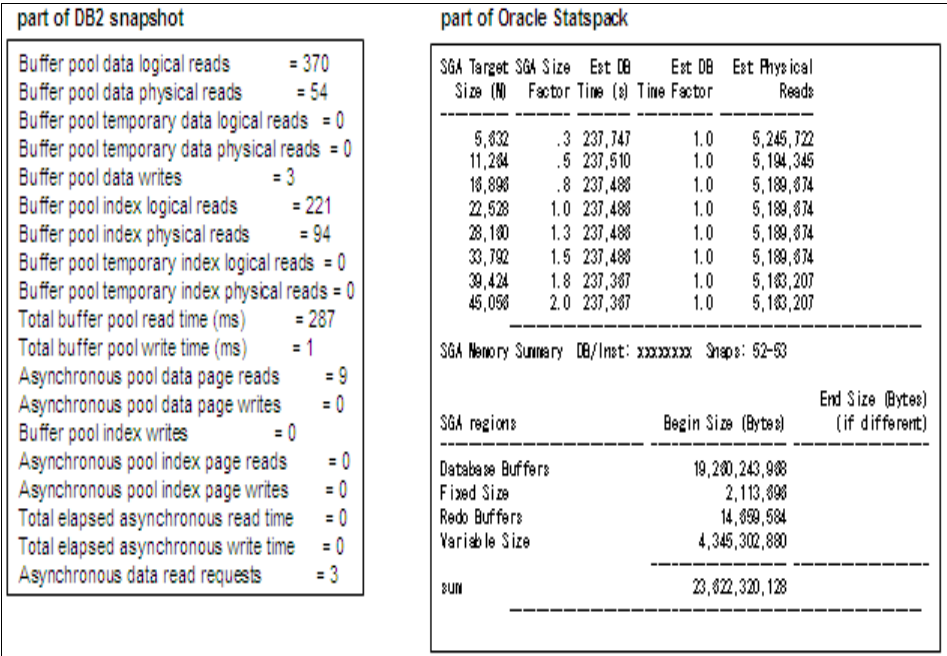 part of DB2 snapshot
Buffer pool data logical reads = 370
Buffer pool data physical reads = 54
Buffer pool temporary data logical reads = 0
Buffer pool temporary data physical reads = 0
Buffer pool data writes = 3
Buffer pool index logical reads = 221
Buffer pool index physical reads = 94
Buffer pool temporary index logical reads = 0
Buffer pool temporary index physical reads = 0
Total buffer pool read time (ms) = 287
Total buffer pool write time (ms) = 1
Asynchronous pool data page reads = 9
Asynchronous pool data page writes = 0
Buffer pool index writes = 0
Asynchronous pool index page reads = 0
Asynchronous pool index page writes = 0
Total elapsed asynchronous read time = 0
Total elapsed asynchronous write time = 0
Asynchronous data read requests = 3
part of Oracle Statspack
SGA Target SGA Size Est DB Est DB Est Physical
Size (M) Factor Time (s) Time Factor Reads
5,632 .3 237,747 1.0 5,245,722
11,264 .5 237,510 1.0 5,194,345
16,896 .8 237,486 1.0 5,189,674
22,528 1.0 237,486 1.0 5,189,674
28,160 1.3 237,486 1.0 5,189,674
33,792 1.5 237,486 1.0 5,189,674
39,424 1.8 237,367 1.0 5,163,207
45,056 2.0 237,367 1.0 5,163,207
SGA Memory Summary DB/Inst: xxxxxxxx Snaps: 52-53
End Size (Bytes)
SGA regions Begin Size (Bytes) (if different)
Database Buffers 19,260,243,968
Fixed Size 2,113,696
Redo Buffers 14,659,584
Variable Size 4,345,302,880
sum 23,622,320,128